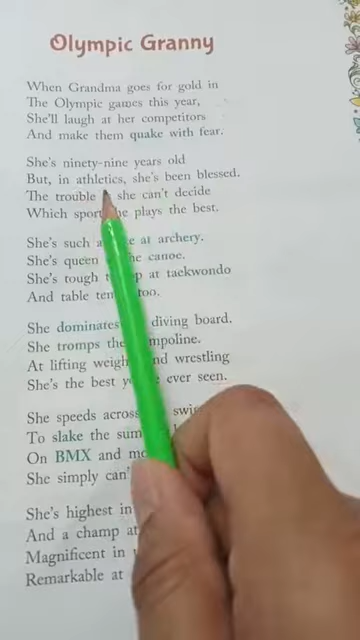 Olympic Granny
When Grandma goes for gold in
The Olympic games this year,
She'll laugh at her competitors
And make them quake with fear.
She's ninety-nine years old
But, in athletics, she's been blessed.
The trouble she can't decide
Which sport he plays the best.
She's such a e at archery.
She's queen he canoe.
She's tough t p at taekwondo
And table ten too.
She dominates diving board.
She tromps the mpoline.
At lifting weigh nd wrestling
She's the best y ever seen.
She speeds across swi
To slake the sum
On BMX and mo
She simply can'
She's highest in
And a champ at
Magnificent in
Remarkable at